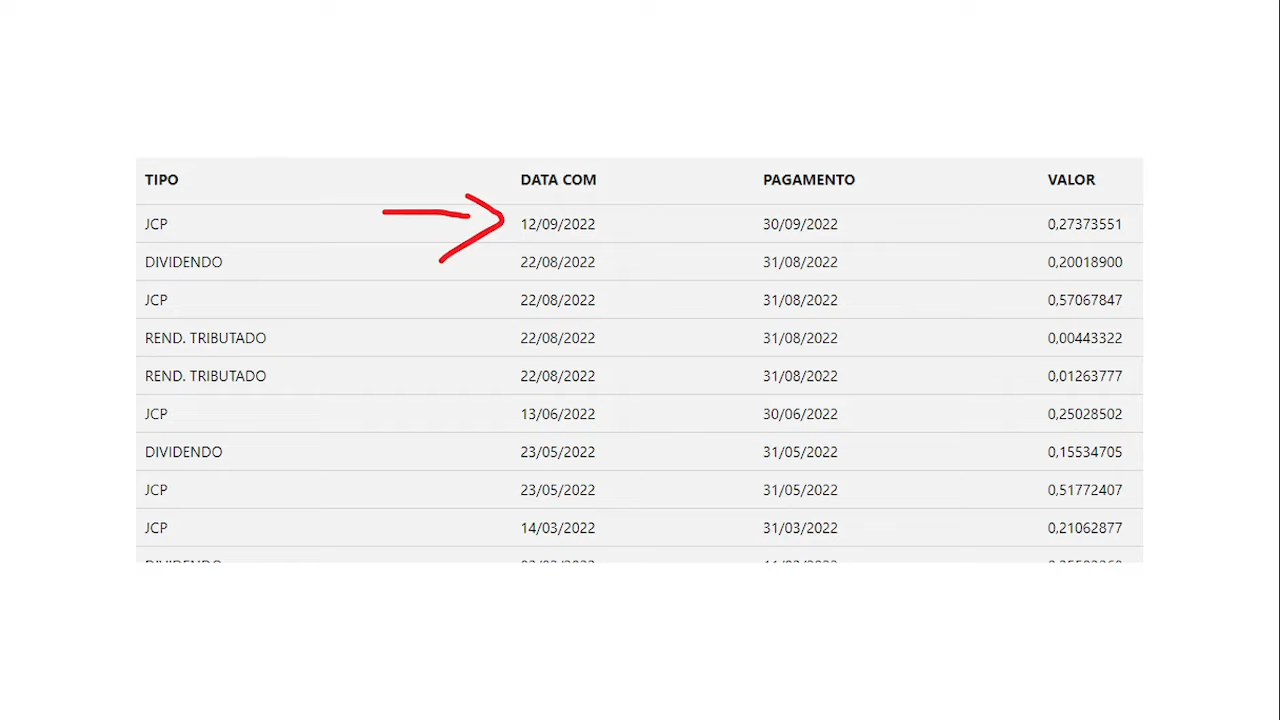 TIPO DATA COM PAGAMENTO VALOR
JCP 12/09/2022 30/09/2022 0,27373551
DIVIDENDO 22/08/2022 31/08/2022 0,20018900
JCP 22/08/2022 31/08/2022 0,57067847
REND. TRIBUTADO 22/08/2022 31/08/2022 0,00443322
REND. TRIBUTADO 22/08/2022 31/08/2022 0,01263777
JCP 13/06/2022 30/06/2022 0,25028502
DIVIDENDO 23/05/2022 31/05/2022 0,15534705
JCP 23/05/2022 31/05/2022 0,51772407
JCP 14/03/2022 31/03/2022 0,21062877